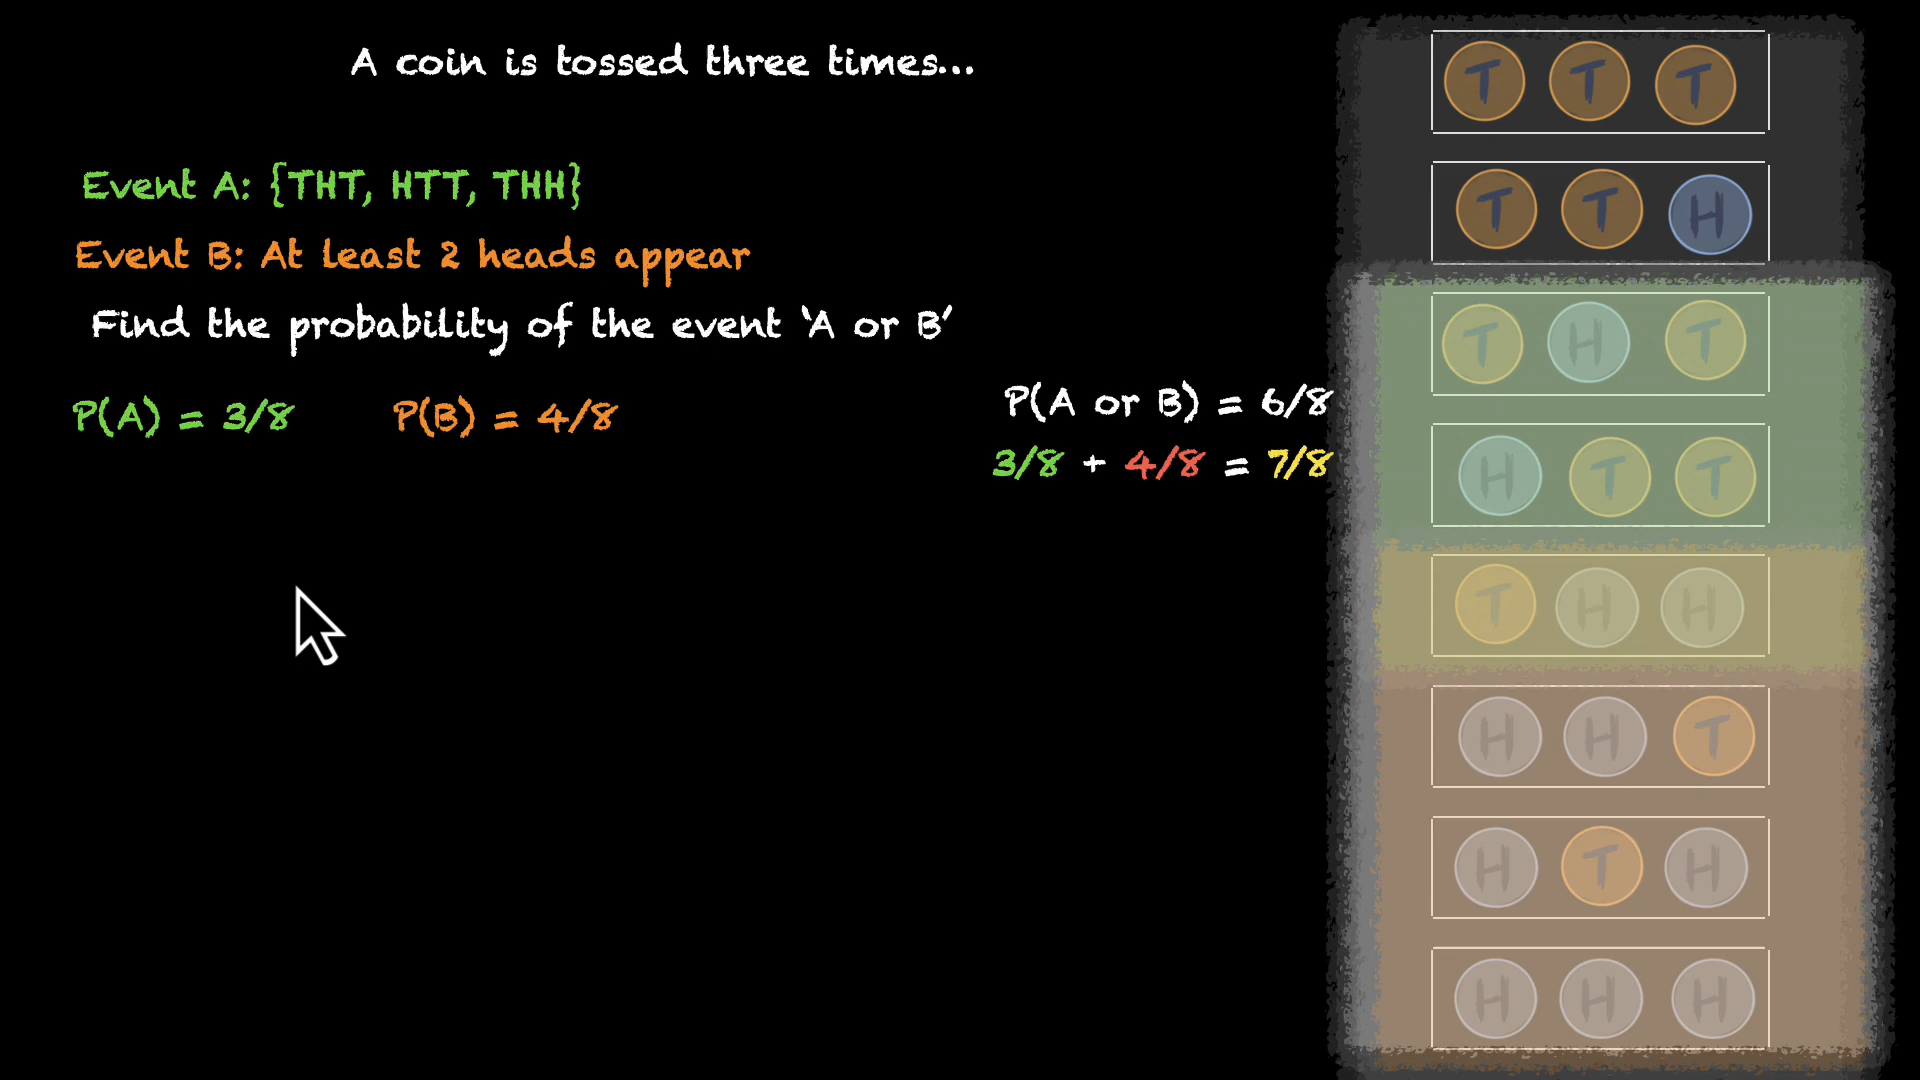 A coin is tossed three times...
Event A: {THT, HTT, THH}
Event B: At least 2 heads appear
Find the probability of the event 'A or B'
P(A) = 3/8 P(B) = 4/8
P(A or B) = 6/8
3/8 + 4/8 = 7/8
T T T
T T H
T H T
H T T
T H H
H H T
H T H
H H H